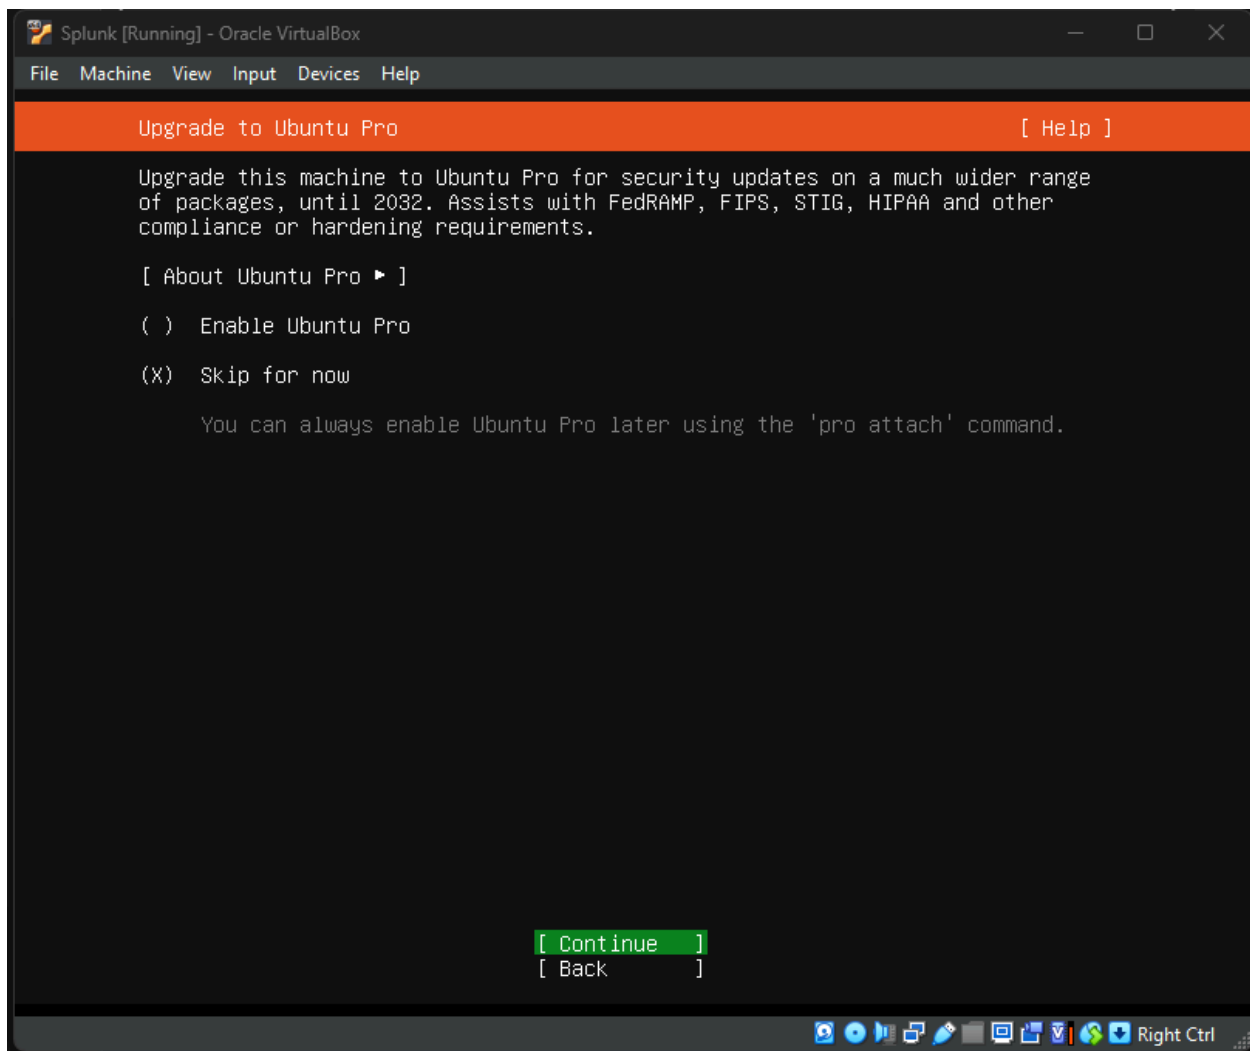 Splunk [Running] - Oracle VirtualBox
File Machine View Input Devices Help
Upgrade to Ubuntu Pro [ Help ]
Upgrade this machine to Ubuntu Pro for security updates on a much wider range
of packages, until 2032. Assists with FedRAMP, FIPS, STIG, HIPAA and other
compliance or hardening requirements.
[ About Ubuntu Pro ► ]
( ) Enable Ubuntu Pro
(X) Skip for now
You can always enable Ubuntu Pro later using the 'pro attach' command.
[ Continue ]
[ Back ]
Right Ctrl